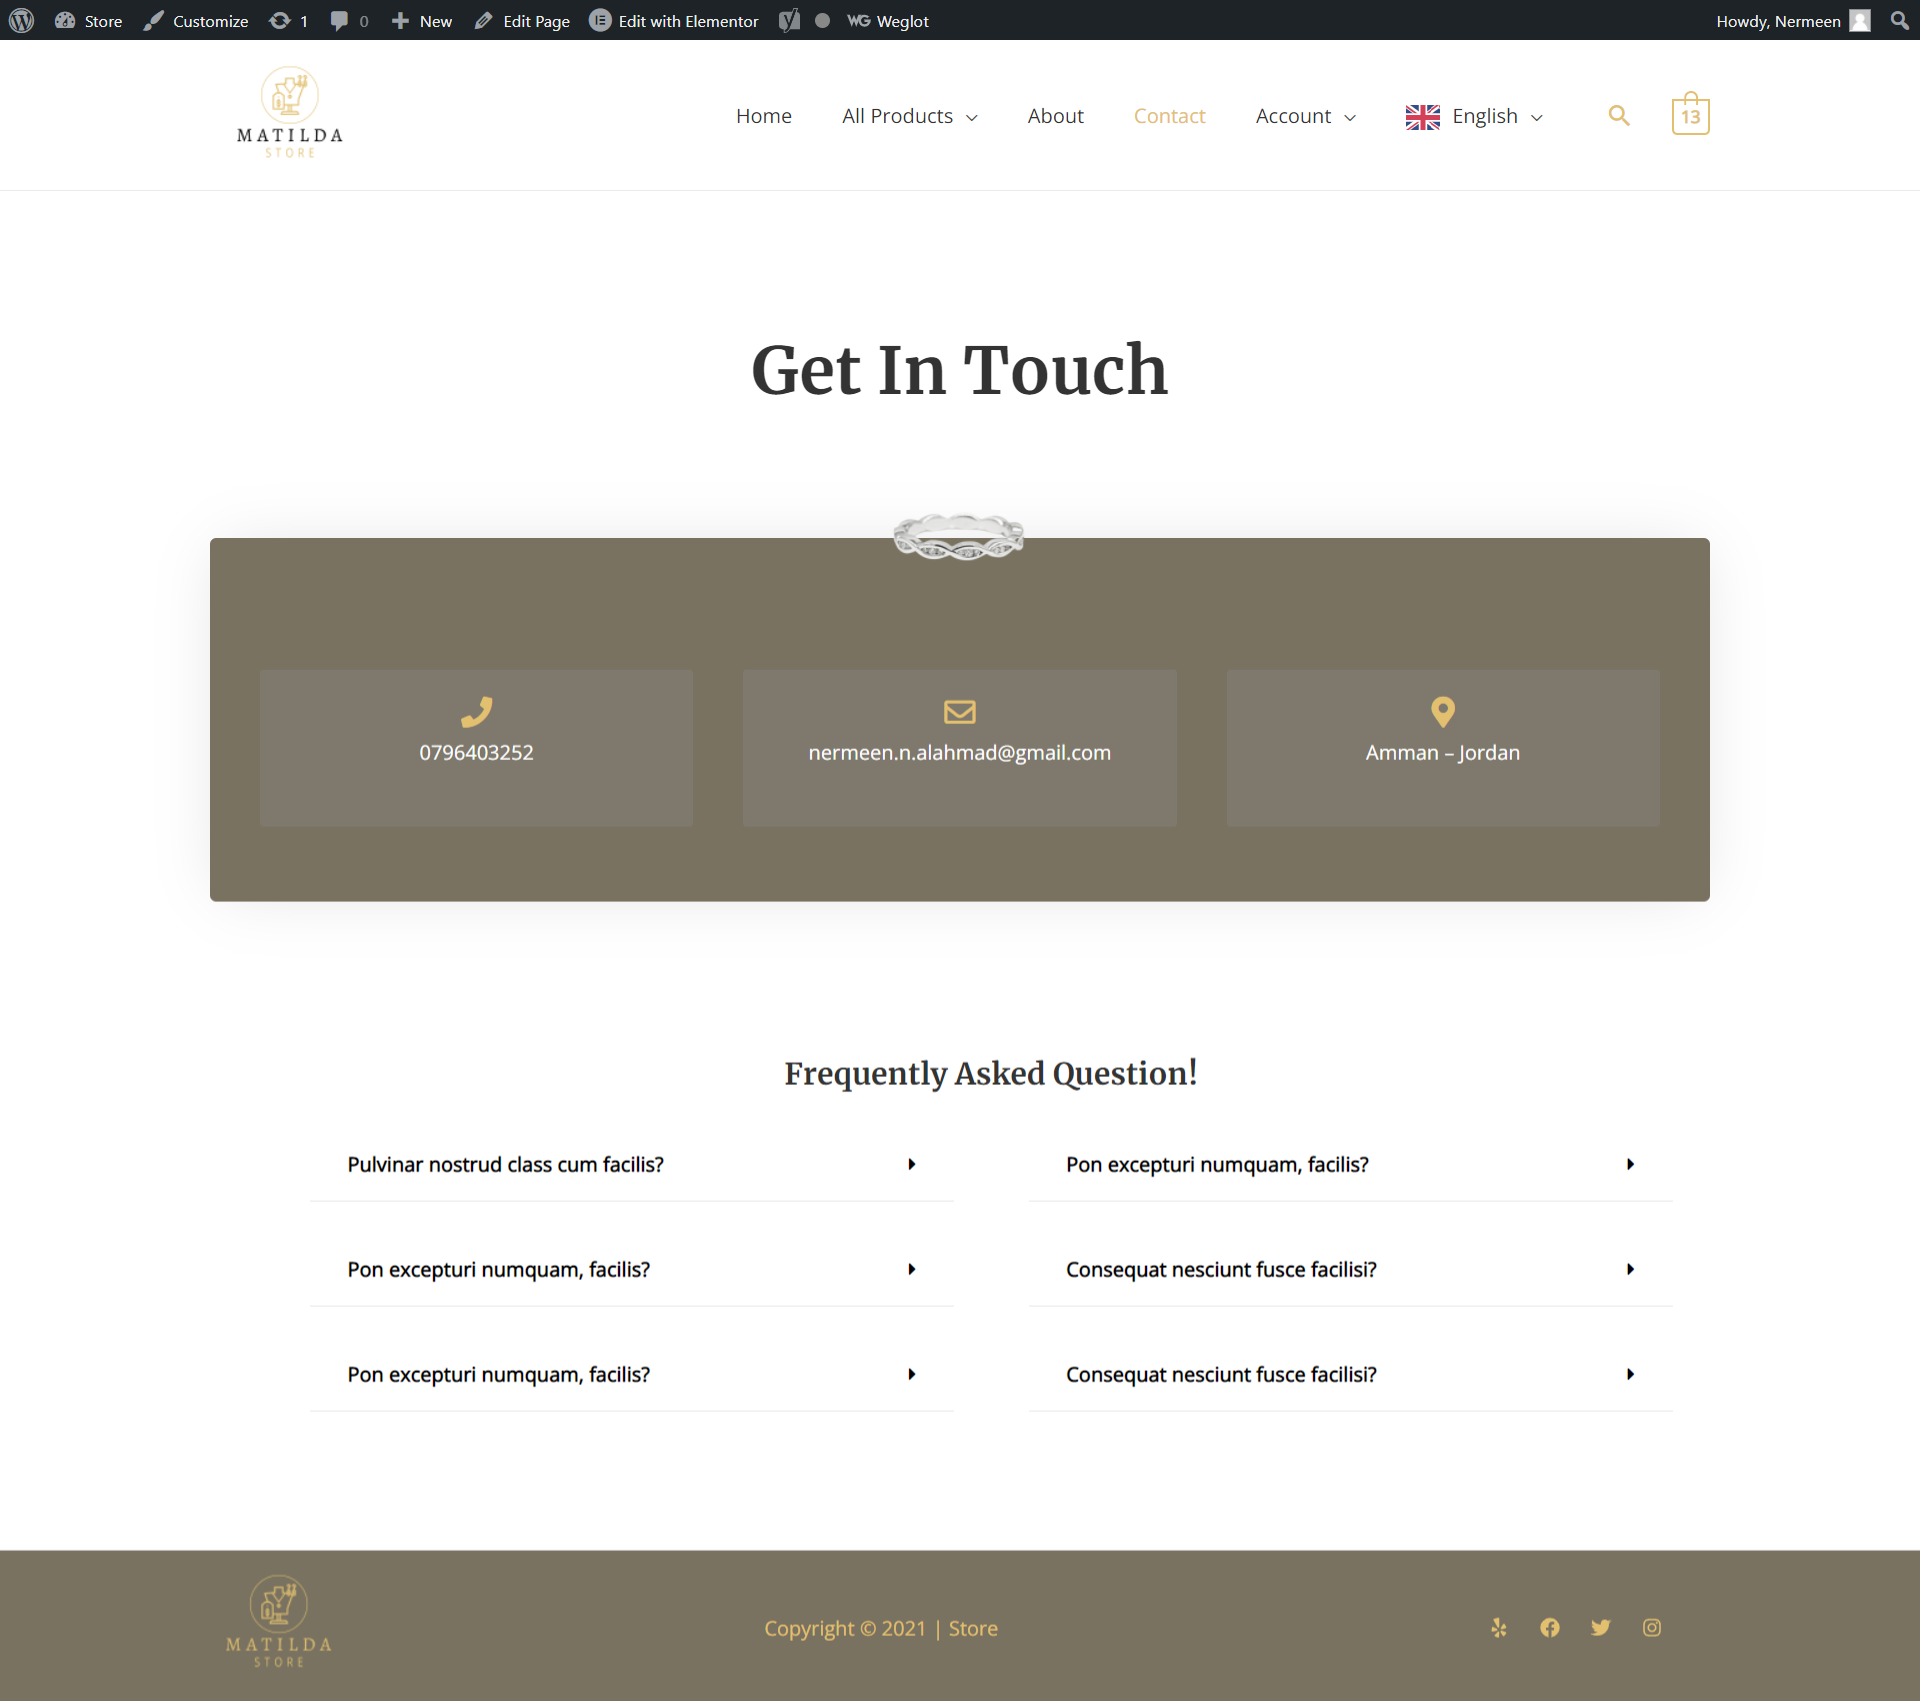 Store Customize 1 0 New Edit Page Edit with Elementor WG Weglot Howdy, Nermeen
MATILDA
STORE
Home All Products About Contact Account English 13
Get In Touch
0796403252
nermeen.n.alahmad@gmail.com
Amman – Jordan
Frequently Asked Question!
Pulvinar nostrud class cum facilis?
Pon excepturi numquam, facilis?
Pon excepturi numquam, facilis?
Consequat nesciunt fusce facilisi?
Pon excepturi numquam, facilis?
Consequat nesciunt fusce facilisi?
MATILDA
STORE
Copyright © 2021 | Store